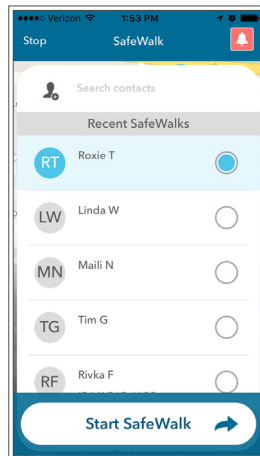 Verizon 1:53 PM
Stop SafeWalk
Search contacts
Recent SafeWalks
RT Roxie T
LW Linda W
MN Maili N
TG Tim G
RF Rivka F
Start SafeWalk